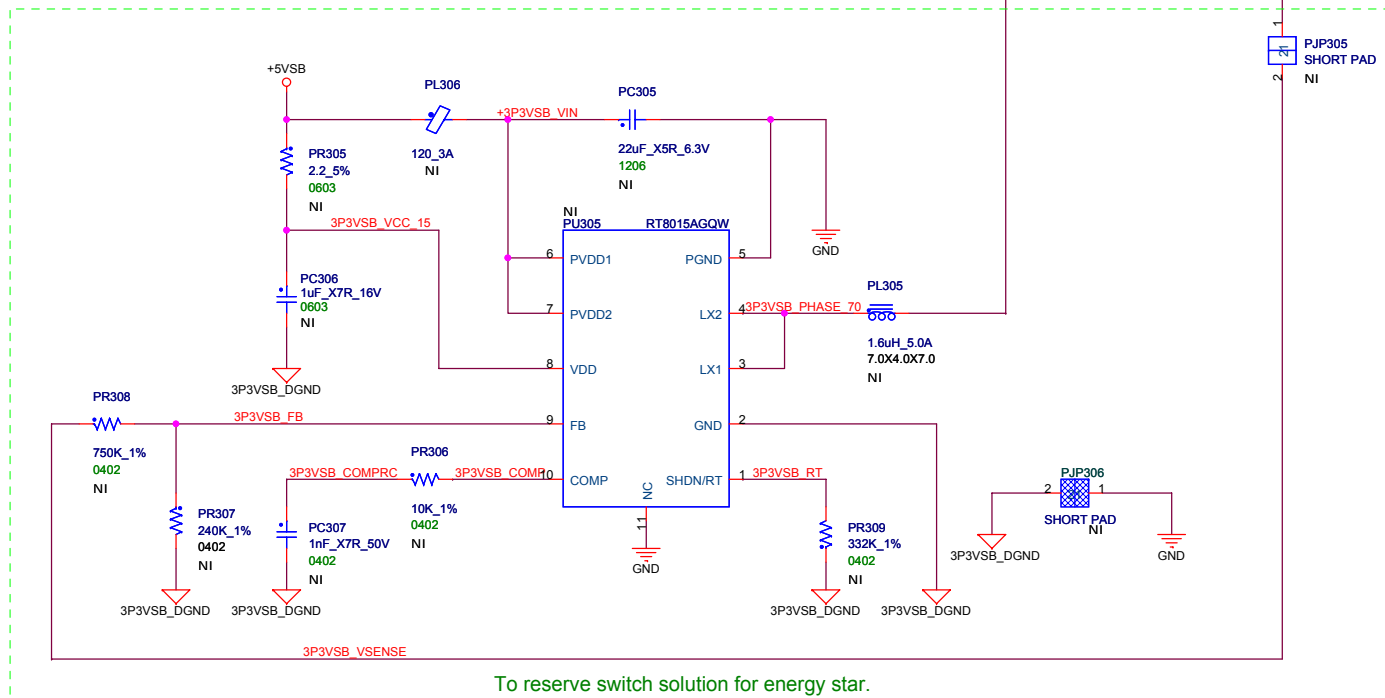 1
21
2
PJP305
SHORT PAD
NI
+5VSB
PL306
120_3A
NI
+3P3VSB_VIN
PC305
22uF_X5R_6.3V
1206
NI
PR305
2.2_5%
0603
NI
3P3VSB_VCC_15
GND
NI
PU305
RT8015AGQW
PC306
1uF_X7R_16V
0603
NI
3P3VSB_DGND
6
PVDD1
PGND
5
7
PVDD2
LX2
4
3P3VSB_PHASE_70
PL305
1.6uH_5.0A
7.0X4.0X7.0
NI
8
VDD
LX1
3
PR308
750K_1%
0402
NI
3P3VSB_FB
9
FB
GND
2
3P3VSB_COMPRC
PR306
10K_1%
0402
NI
3P3VSB_COMP
10
COMP
SHDN/RT
1
3P3VSB_RT
NC
11
GND
PR307
240K_1%
0402
NI
3P3VSB_DGND
PC307
1nF_X7R_50V
0402
NI
3P3VSB_DGND
PR309
332K_1%
0402
NI
3P3VSB_DGND
3P3VSB_DGND
PJP306
2
1
SHORT PAD
NI
3P3VSB_DGND
GND
3P3VSB_VSENSE
To reserve switch solution for energy star.